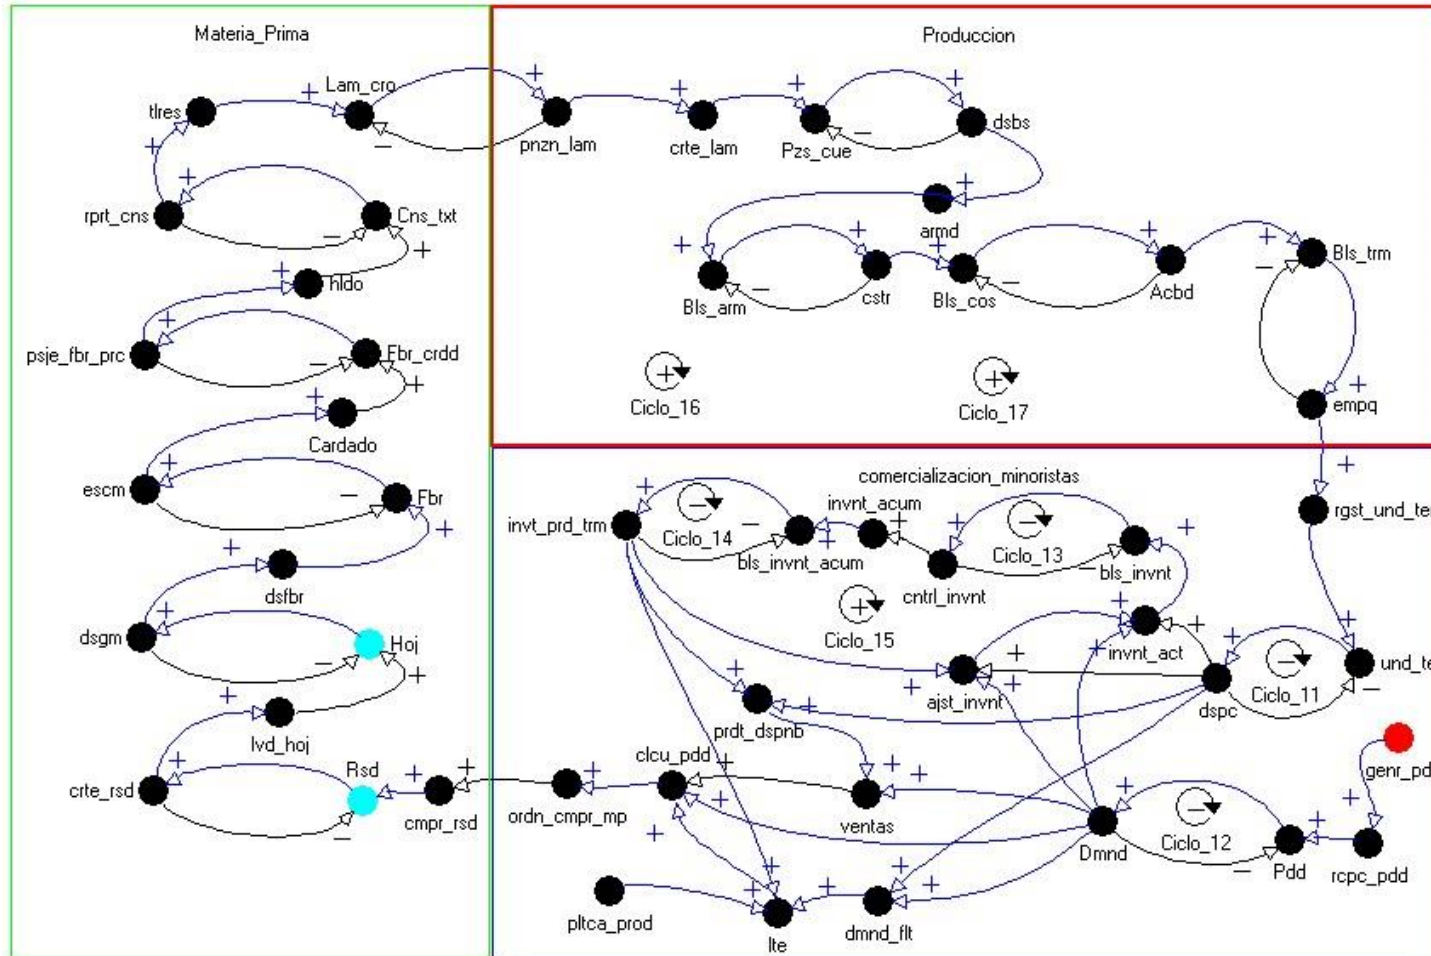 Materia_Prima
Produccion
tlres
Lam_cro
pnzn_lam
crte_lam
Pzs_cue
dsbs
rprt_cns
Cns_txt
armd
hldo
Bls_arm
cstr
Bls_cos
Acbd
Bls_trm
psje_fbr_prc
Fbr_crdd
Ciclo_16
Ciclo_17
empq
Cardado
escm
Fbr
comercializacion_minoristas
invt_prd_trm
Ciclo_14
invnt_acum
bls_invnt_acum
Ciclo_13
cntrl_invnt
bls_invnt
rgst_und_ter
dsfbr
dsgm
Hoj
Ciclo_15
invnt_act
ajst_invnt
dspc
Ciclo_11
und_te
lvd_hoj
prdt_dspnb
genr_pd
crte_rsd
Rsd
cmpr_rsd
ordn_cmpr_mp
clcu_pdd
ventas
Dmnd
Ciclo_12
Pdd
rcpc_pdd
pltca_prod
lte
dmnd_flt